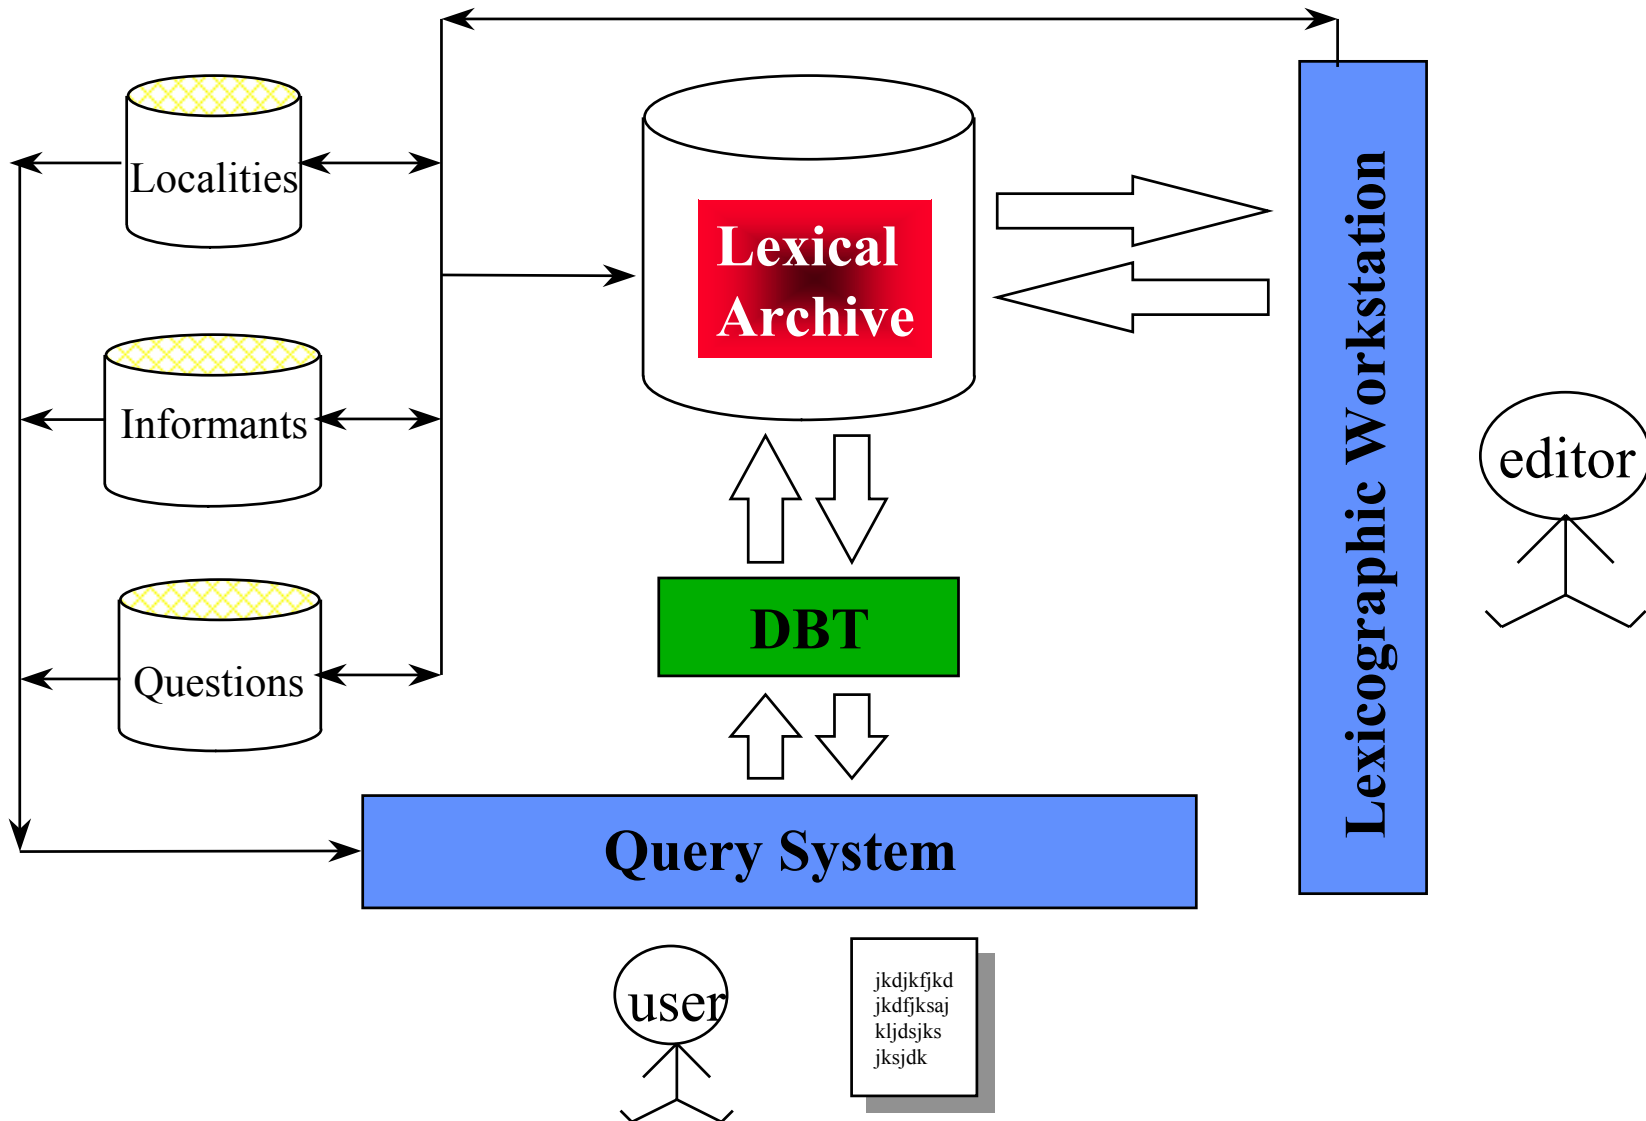 Localities
Lexical
Archive
Lexicographic Workstation
Informants
editor
DBT
Questions
Query System
user
jkdjkfjkd
jkdfjksaj
kljdsjks
jksjdk